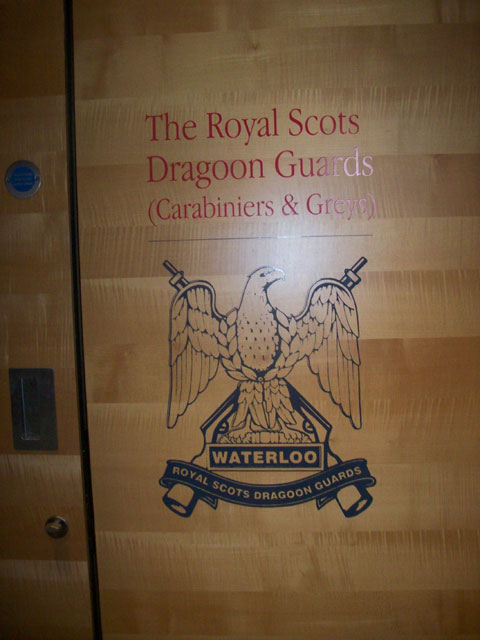 The Royal Scots
Dragoon Guards
(Carabiniers & Greys)
WATERLOO
ROYAL SCOTS DRAGOON GUARDS